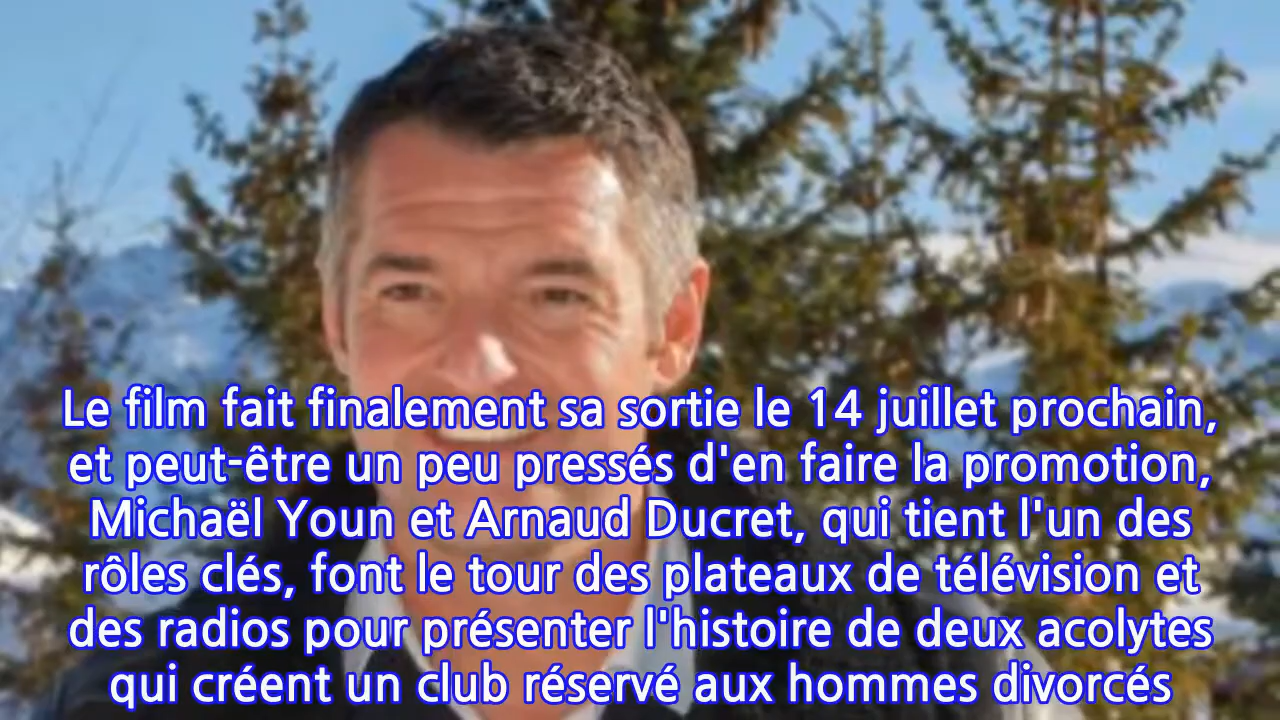 Le film fait finalement sa sortie le 14 juillet prochain,
et peut-être un peu pressés d'en faire la promotion,
Michaël Youn et Arnaud Ducret, qui tient l'un des
rôles clés, font le tour des plateaux de télévision et
des radios pour présenter l'histoire de deux acolytes
qui créent un club réservé aux hommes divorcés